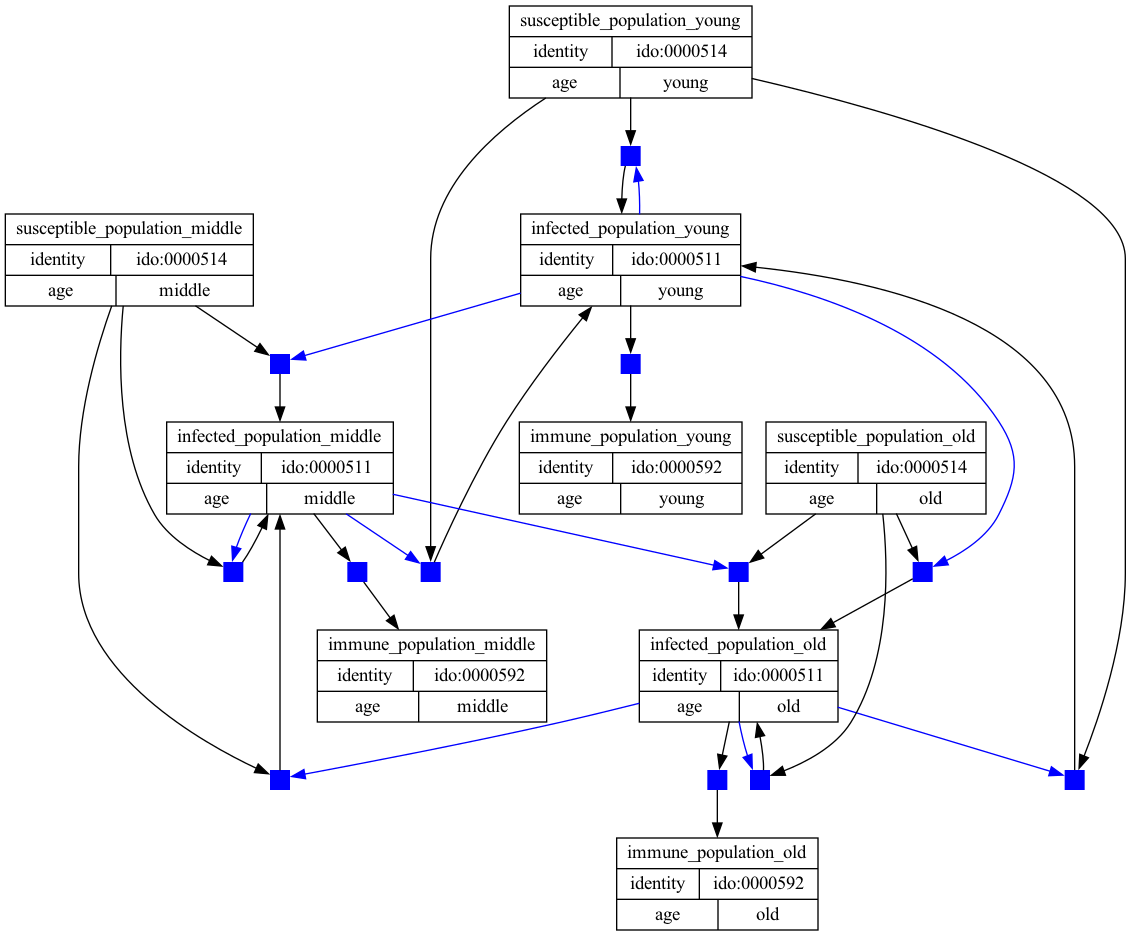 susceptible_population_young
identity ido:0000514
age young
susceptible_population_middle
identity ido:0000514
age middle
infected_population_young
identity ido:0000511
age young
infected_population_middle
identity ido:0000511
age middle
immune_population_young
identity ido:0000592
age young
susceptible_population_old
identity ido:0000514
age old
immune_population_middle
identity ido:0000592
age middle
infected_population_old
identity ido:0000511
age old
immune_population_old
identity ido:0000592
age old